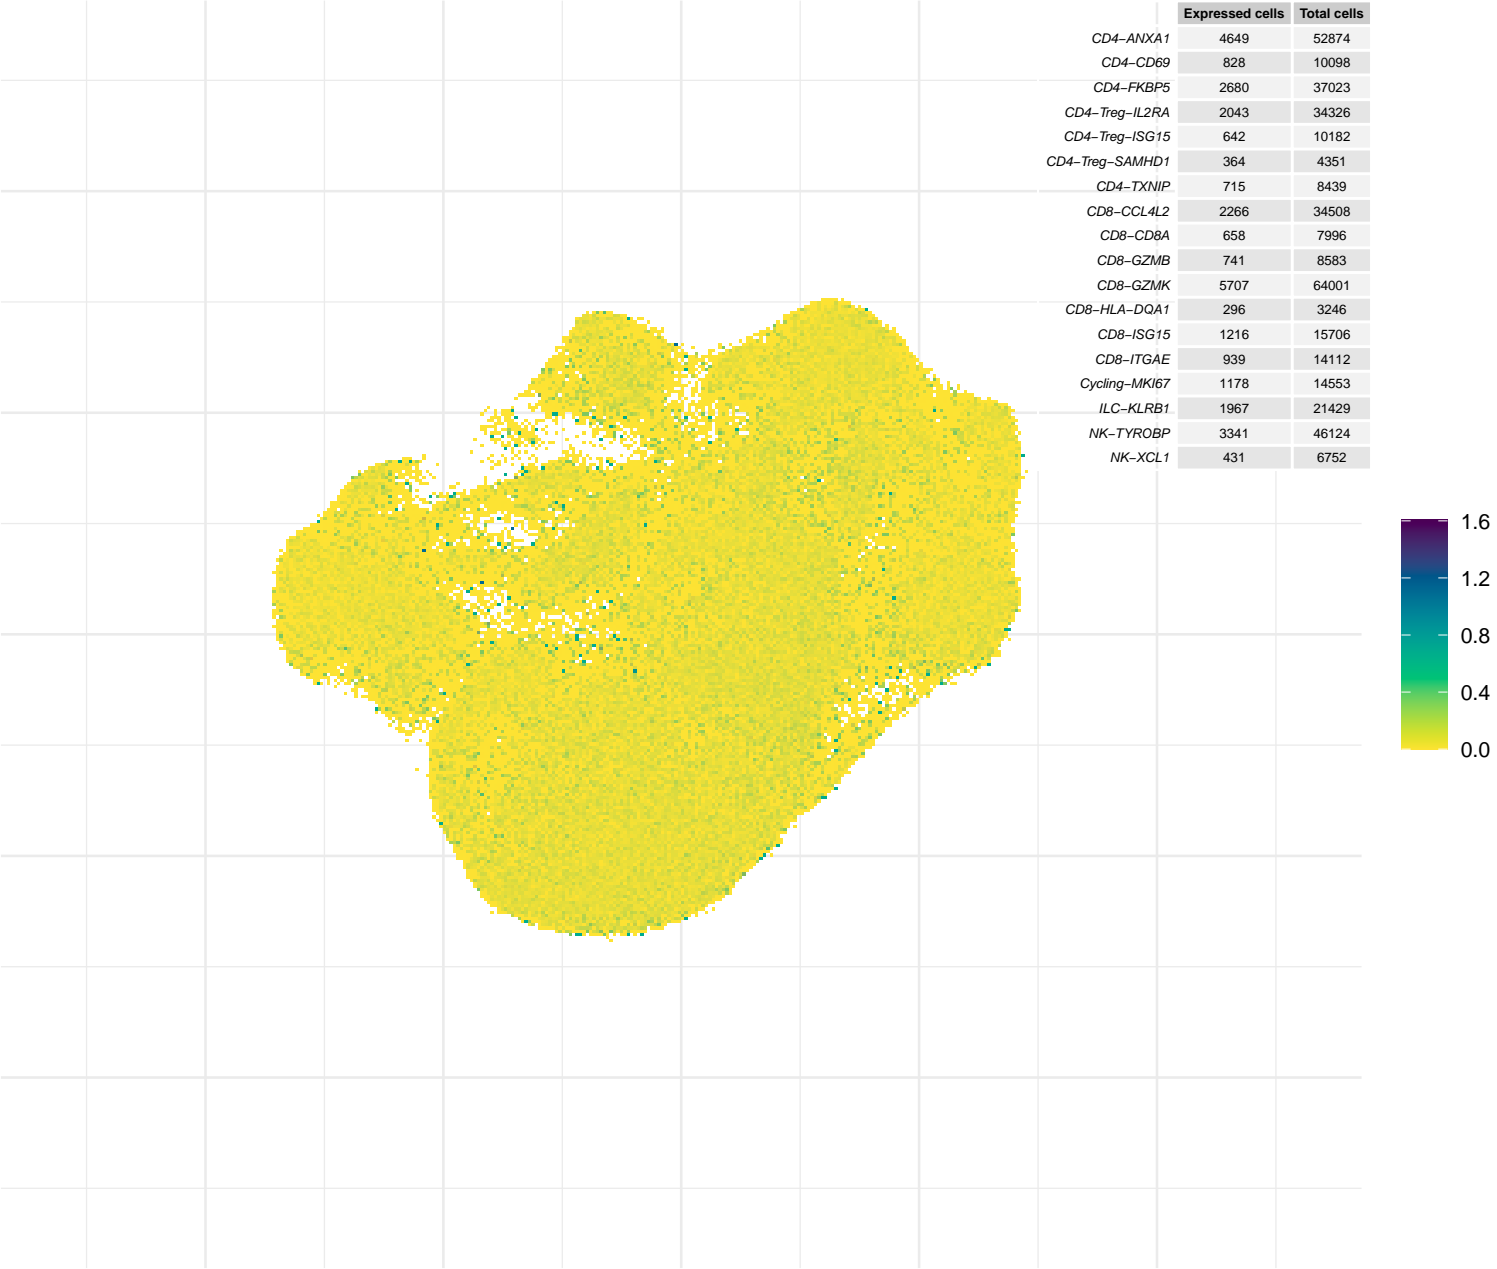 Expressed cells Total cells
CD4−ANXA1 4649 52874
CD4−CD69 828 10098
CD4−FKBP5 2680 37023
CD4−Treg−IL2RA 2043 34326
CD4−Treg−ISG15 642 10182
CD4−Treg−SAMHD1 364 4351
CD4−TXNIP 715 8439
CD8−CCL4L2 2266 34508
CD8−CD8A 658 7996
CD8−GZMB 741 8583
CD8−GZMK 5707 64001
CD8−HLA−DQA1 296 3246
CD8−ISG15 1216 15706
CD8−ITGAE 939 14112
Cycling−MKI67 1178 14553
ILC−KLRB1 1967 21429
NK−TYROBP 3341 46124
NK−XCL1 431 6752
1.6
1.2
0.8
0.4
0.0